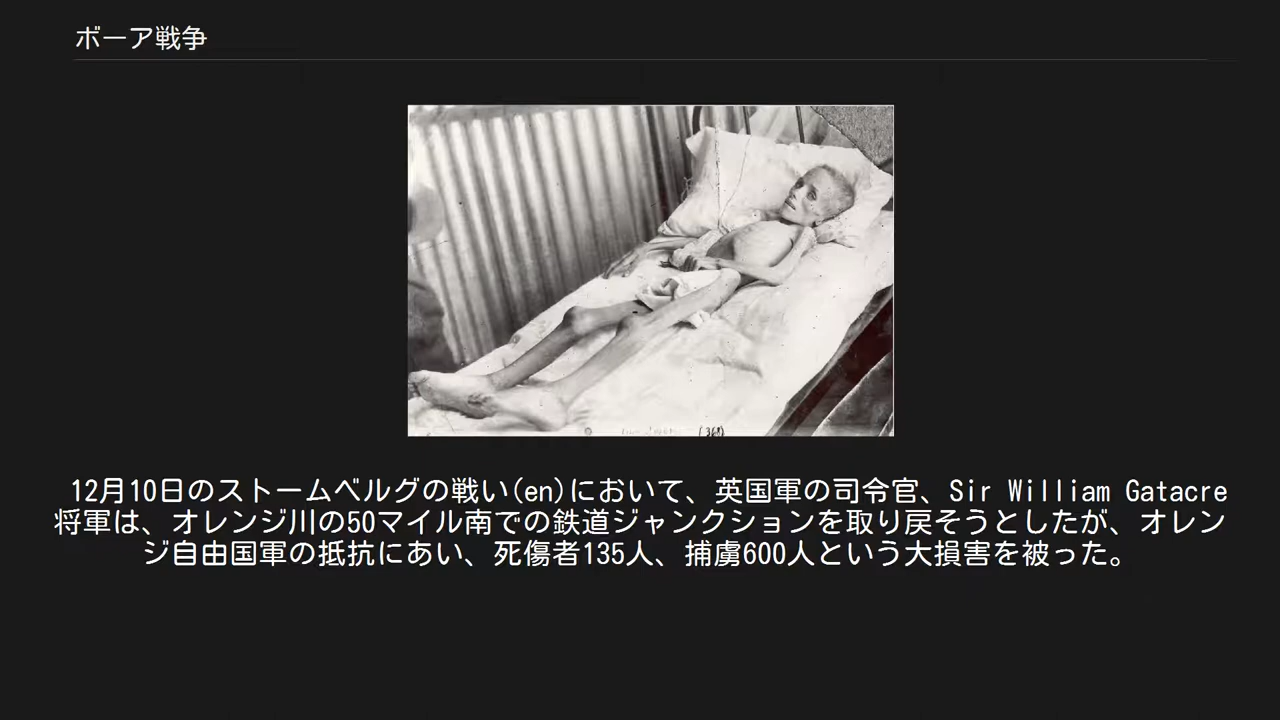 ボーア戦争
(368)
12月10日のストームベルグの戦い(en)において、英国軍の司令官、Sir William Gatacre
将軍は、オレンジ川の50マイル南での鉄道ジャンクションを取り戻そうとしたが、オレン
ジ自由国軍の抵抗にあい、死傷者135人、捕虜600人という大損害を被った。